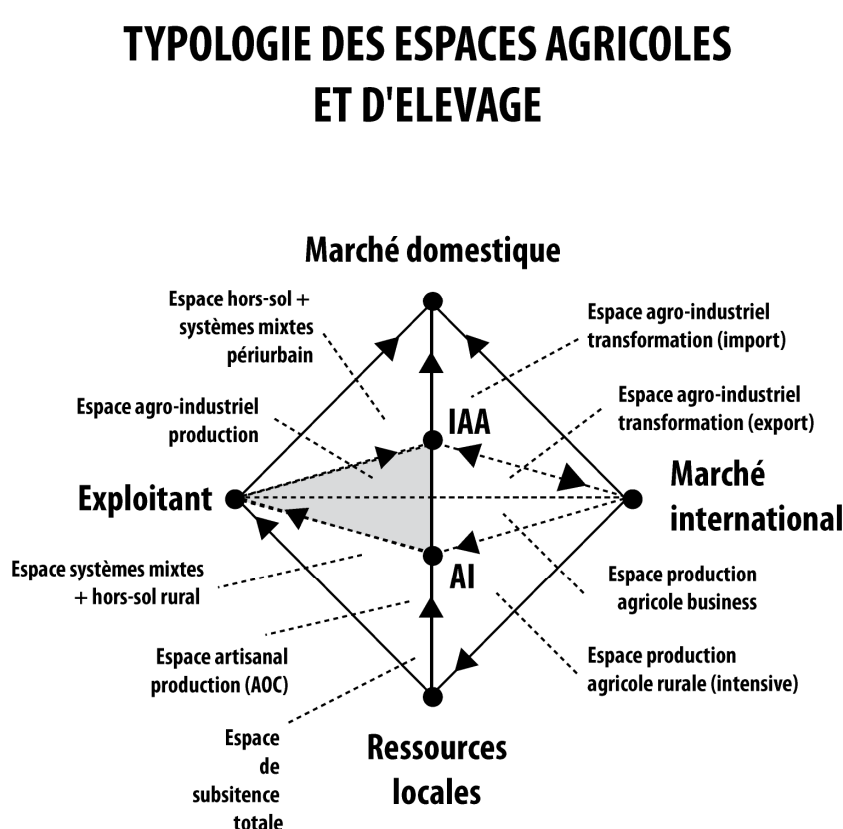 TYPOLOGIE DES ESPACES AGRICOLES
ET D'ELEVAGE
Marché domestique
Espace hors-sol +
systèmes mixtes
périurbain
Espace agro-industriel
transformation (import)
Espace agro-industriel
production
Espace agro-industriel
transformation (export)
IAA
Exploitant
Marché
international
Espace systèmes mixtes
+ hors-sol rural
AI
Espace production
agricole business
Espace artisanal
production (AOC)
Espace production
agricole rurale (intensive)
Espace
de
subsitence
totale
Ressources
locales